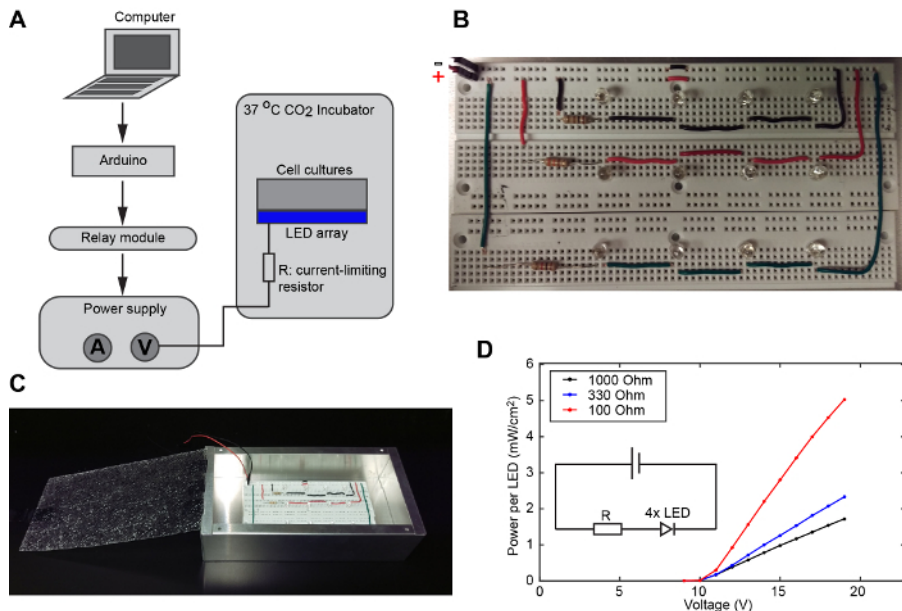 A
Computer
Arduino
Relay module
Power supply
A
V
37 °C CO2 Incubator
Cell cultures
LED array
R: current-limiting
resistor
B
-
+
C
D
Power per LED (mW/cm²)
6
5
4
3
2
1
0
1000 Ohm
330 Ohm
100 Ohm
R
4x LED
0
5
10
15
20
Voltage (V)